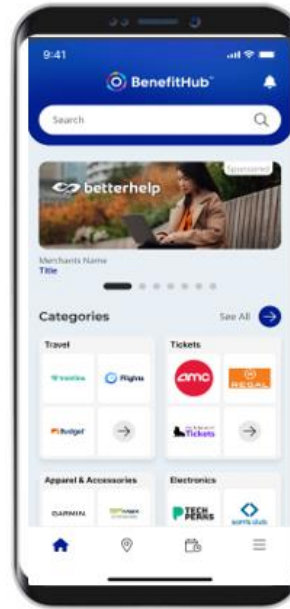 9:41
BenefitHub™
Search
Sponsored
betterhelp
Merchants Name
Title
Categories
See All
Travel
Tickets
Flights
amc
REGAL
Budget
Tickets
Apparel & Accessories
Electronics
GARMIN
TECH PERKS
sam's club